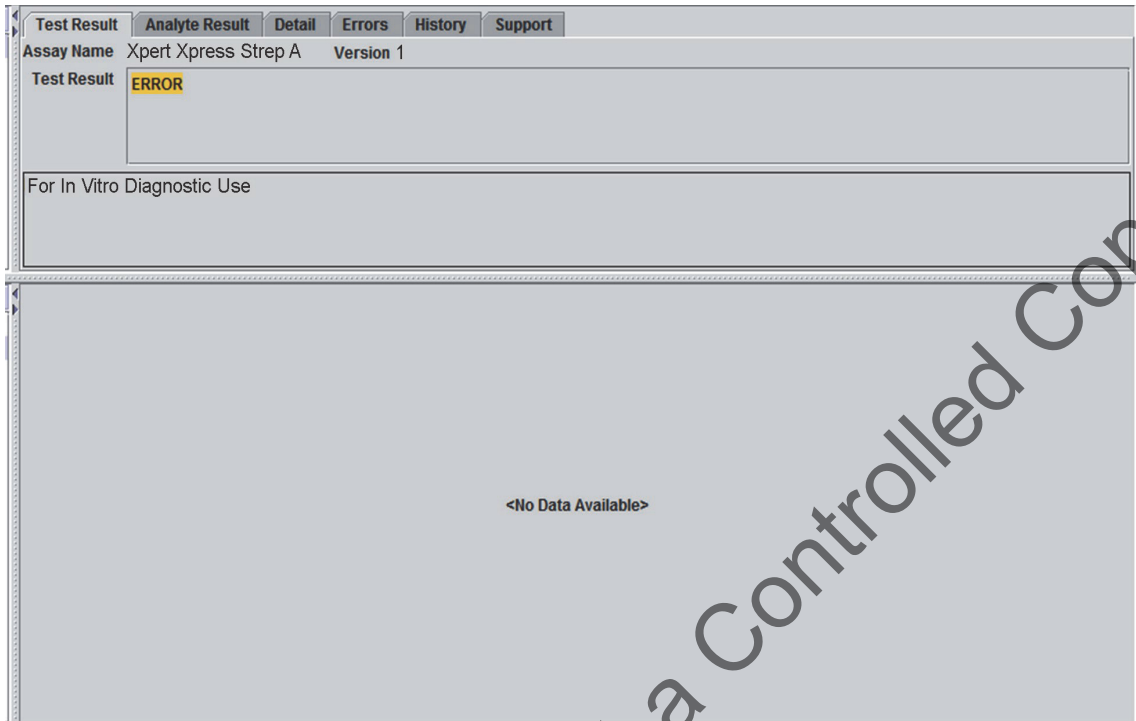 Test Result Analyte Result Detail Errors History Support
Assay Name Xpert Xpress Strep A Version 1
Test Result ERROR
For In Vitro Diagnostic Use
<No Data Available>
a Controlled